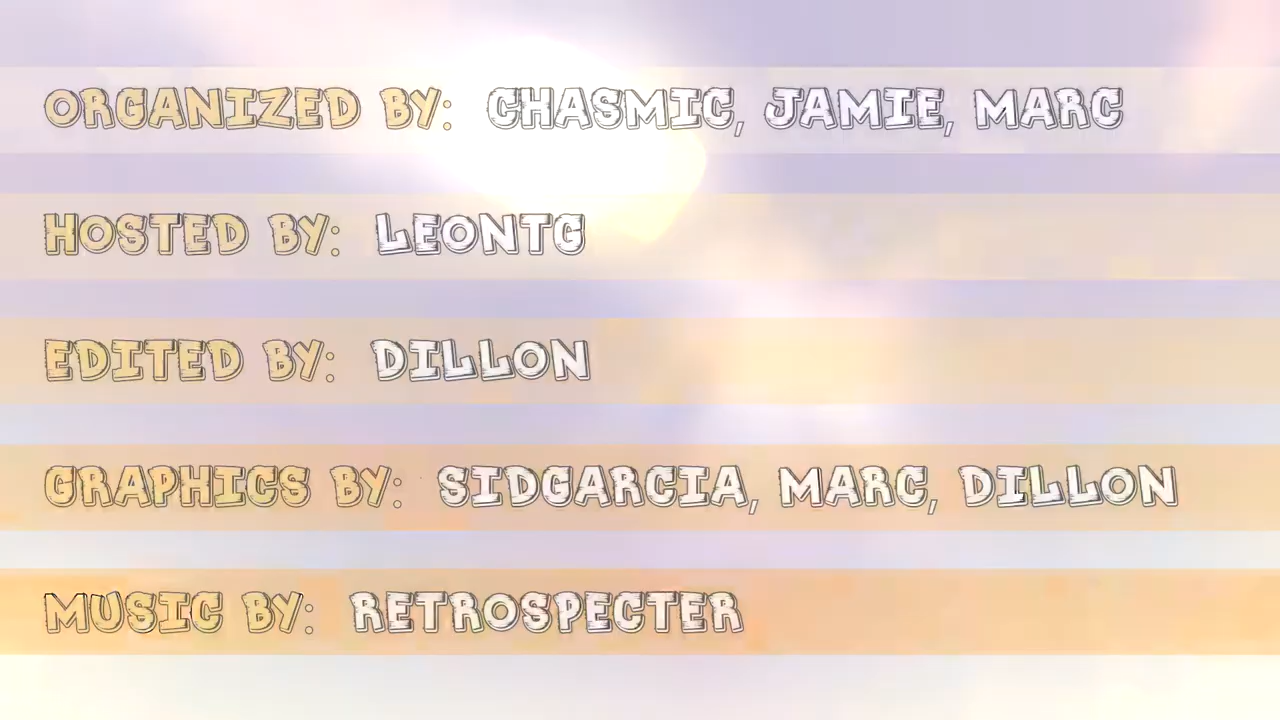 ORGANIZED BY: CHASMIC, JAMIE, MARC
HOSTED BY: LEONTG
EDITED BY: DILLON
GRAPHICS BY: SIDGARCIA, MARC, DILLON
MUSIC BY: RETROSPECTER